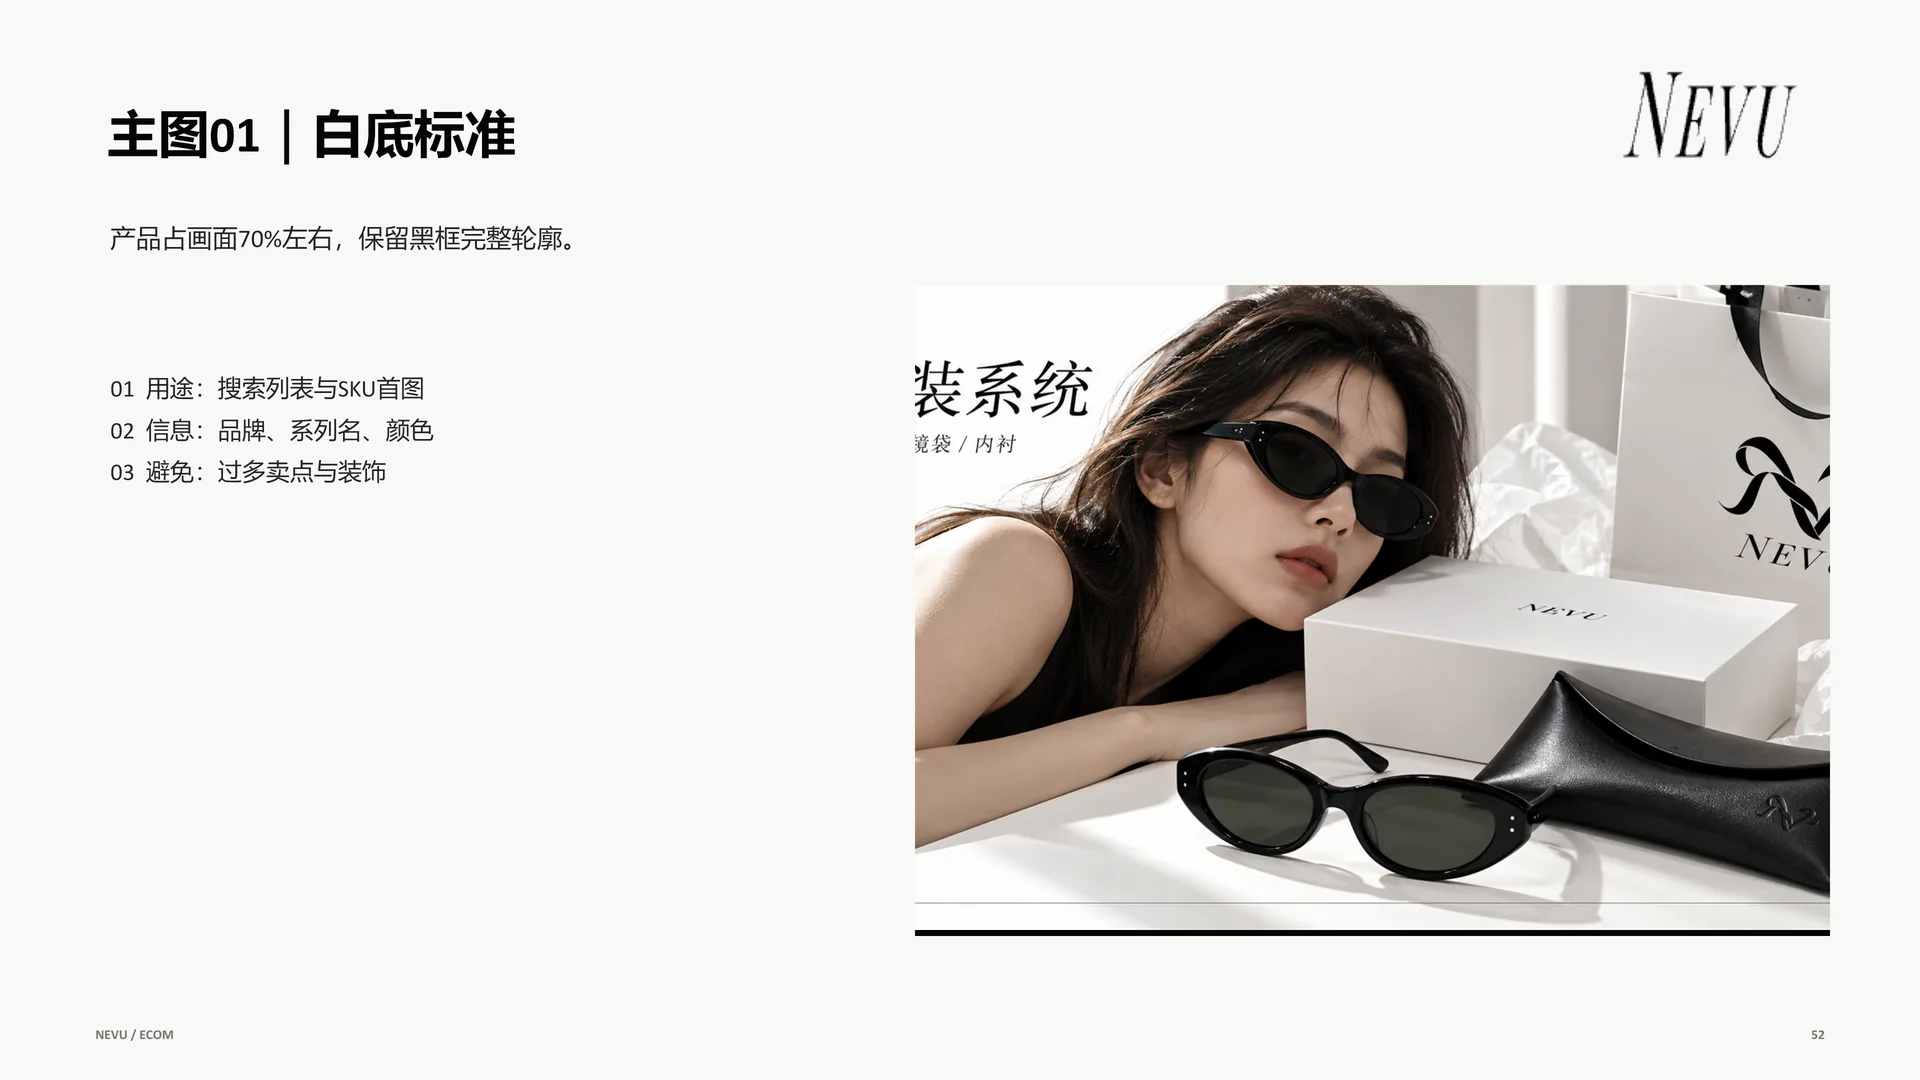 主图01｜白底标准
NEVU
产品占画面70%左右，保留黑框完整轮廓。
01 用途：搜索列表与SKU首图
02 信息：品牌、系列名、颜色
03 避免：过多卖点与装饰
装系统
镜袋 / 内衬
NEV
NEVU
NEVU / ECOM
52